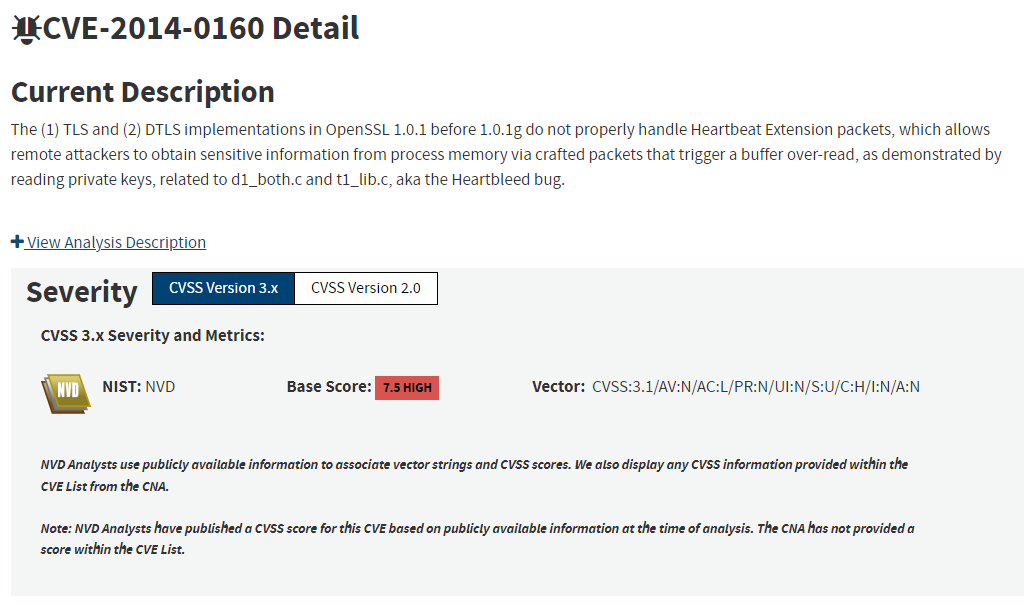 CVE-2014-0160 Detail
Current Description
The (1) TLS and (2) DTLS implementations in OpenSSL 1.0.1 before 1.0.1g do not properly handle Heartbeat Extension packets, which allows
remote attackers to obtain sensitive information from process memory via crafted packets that trigger a buffer over-read, as demonstrated by
reading private keys, related to d1_both.c and t1_lib.c, aka the Heartbleed bug.
View Analysis Description
Severity CVSS Version 3.x CVSS Version 2.0
CVSS 3.x Severity and Metrics:
NVD NIST: NVD Base Score: 7.5 HIGH Vector: CVSS:3.1/AV:N/AC:L/PR:N/UI:N/S:U/C:H/I:N/A:N
NVD Analysts use publicly available information to associate vector strings and CVSS scores. We also display any CVSS information provided within the
CVE List from the CNA.
Note: NVD Analysts have published a CVSS score for this CVE based on publicly available information at the time of analysis. The CNA has not provided a
score within the CVE List.